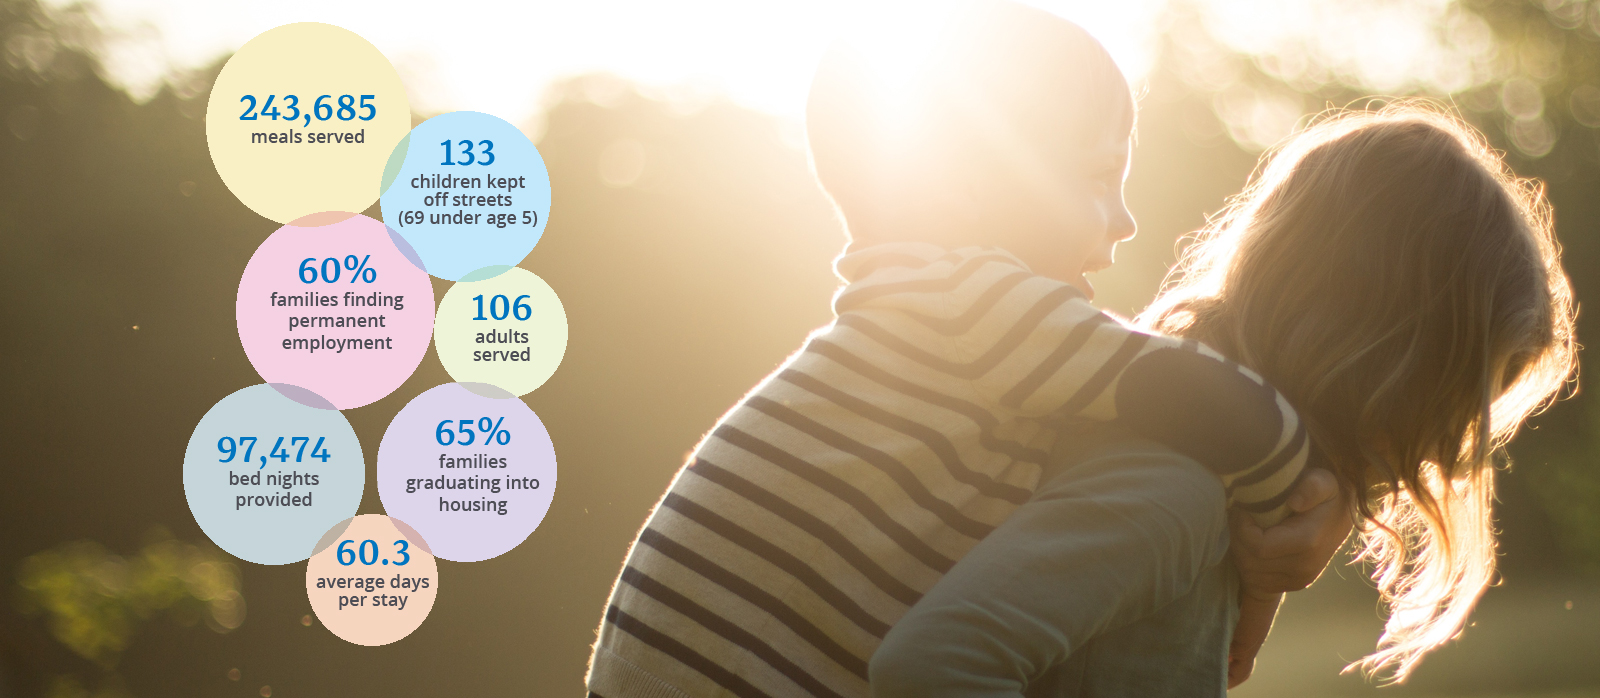 243,685
meals served
133
children kept
off streets
(69 under age 5)
60%
families finding
permanent
employment
106
adults
served
97,474
bed nights
provided
65%
families
graduating into
housing
60.3
average days
per stay